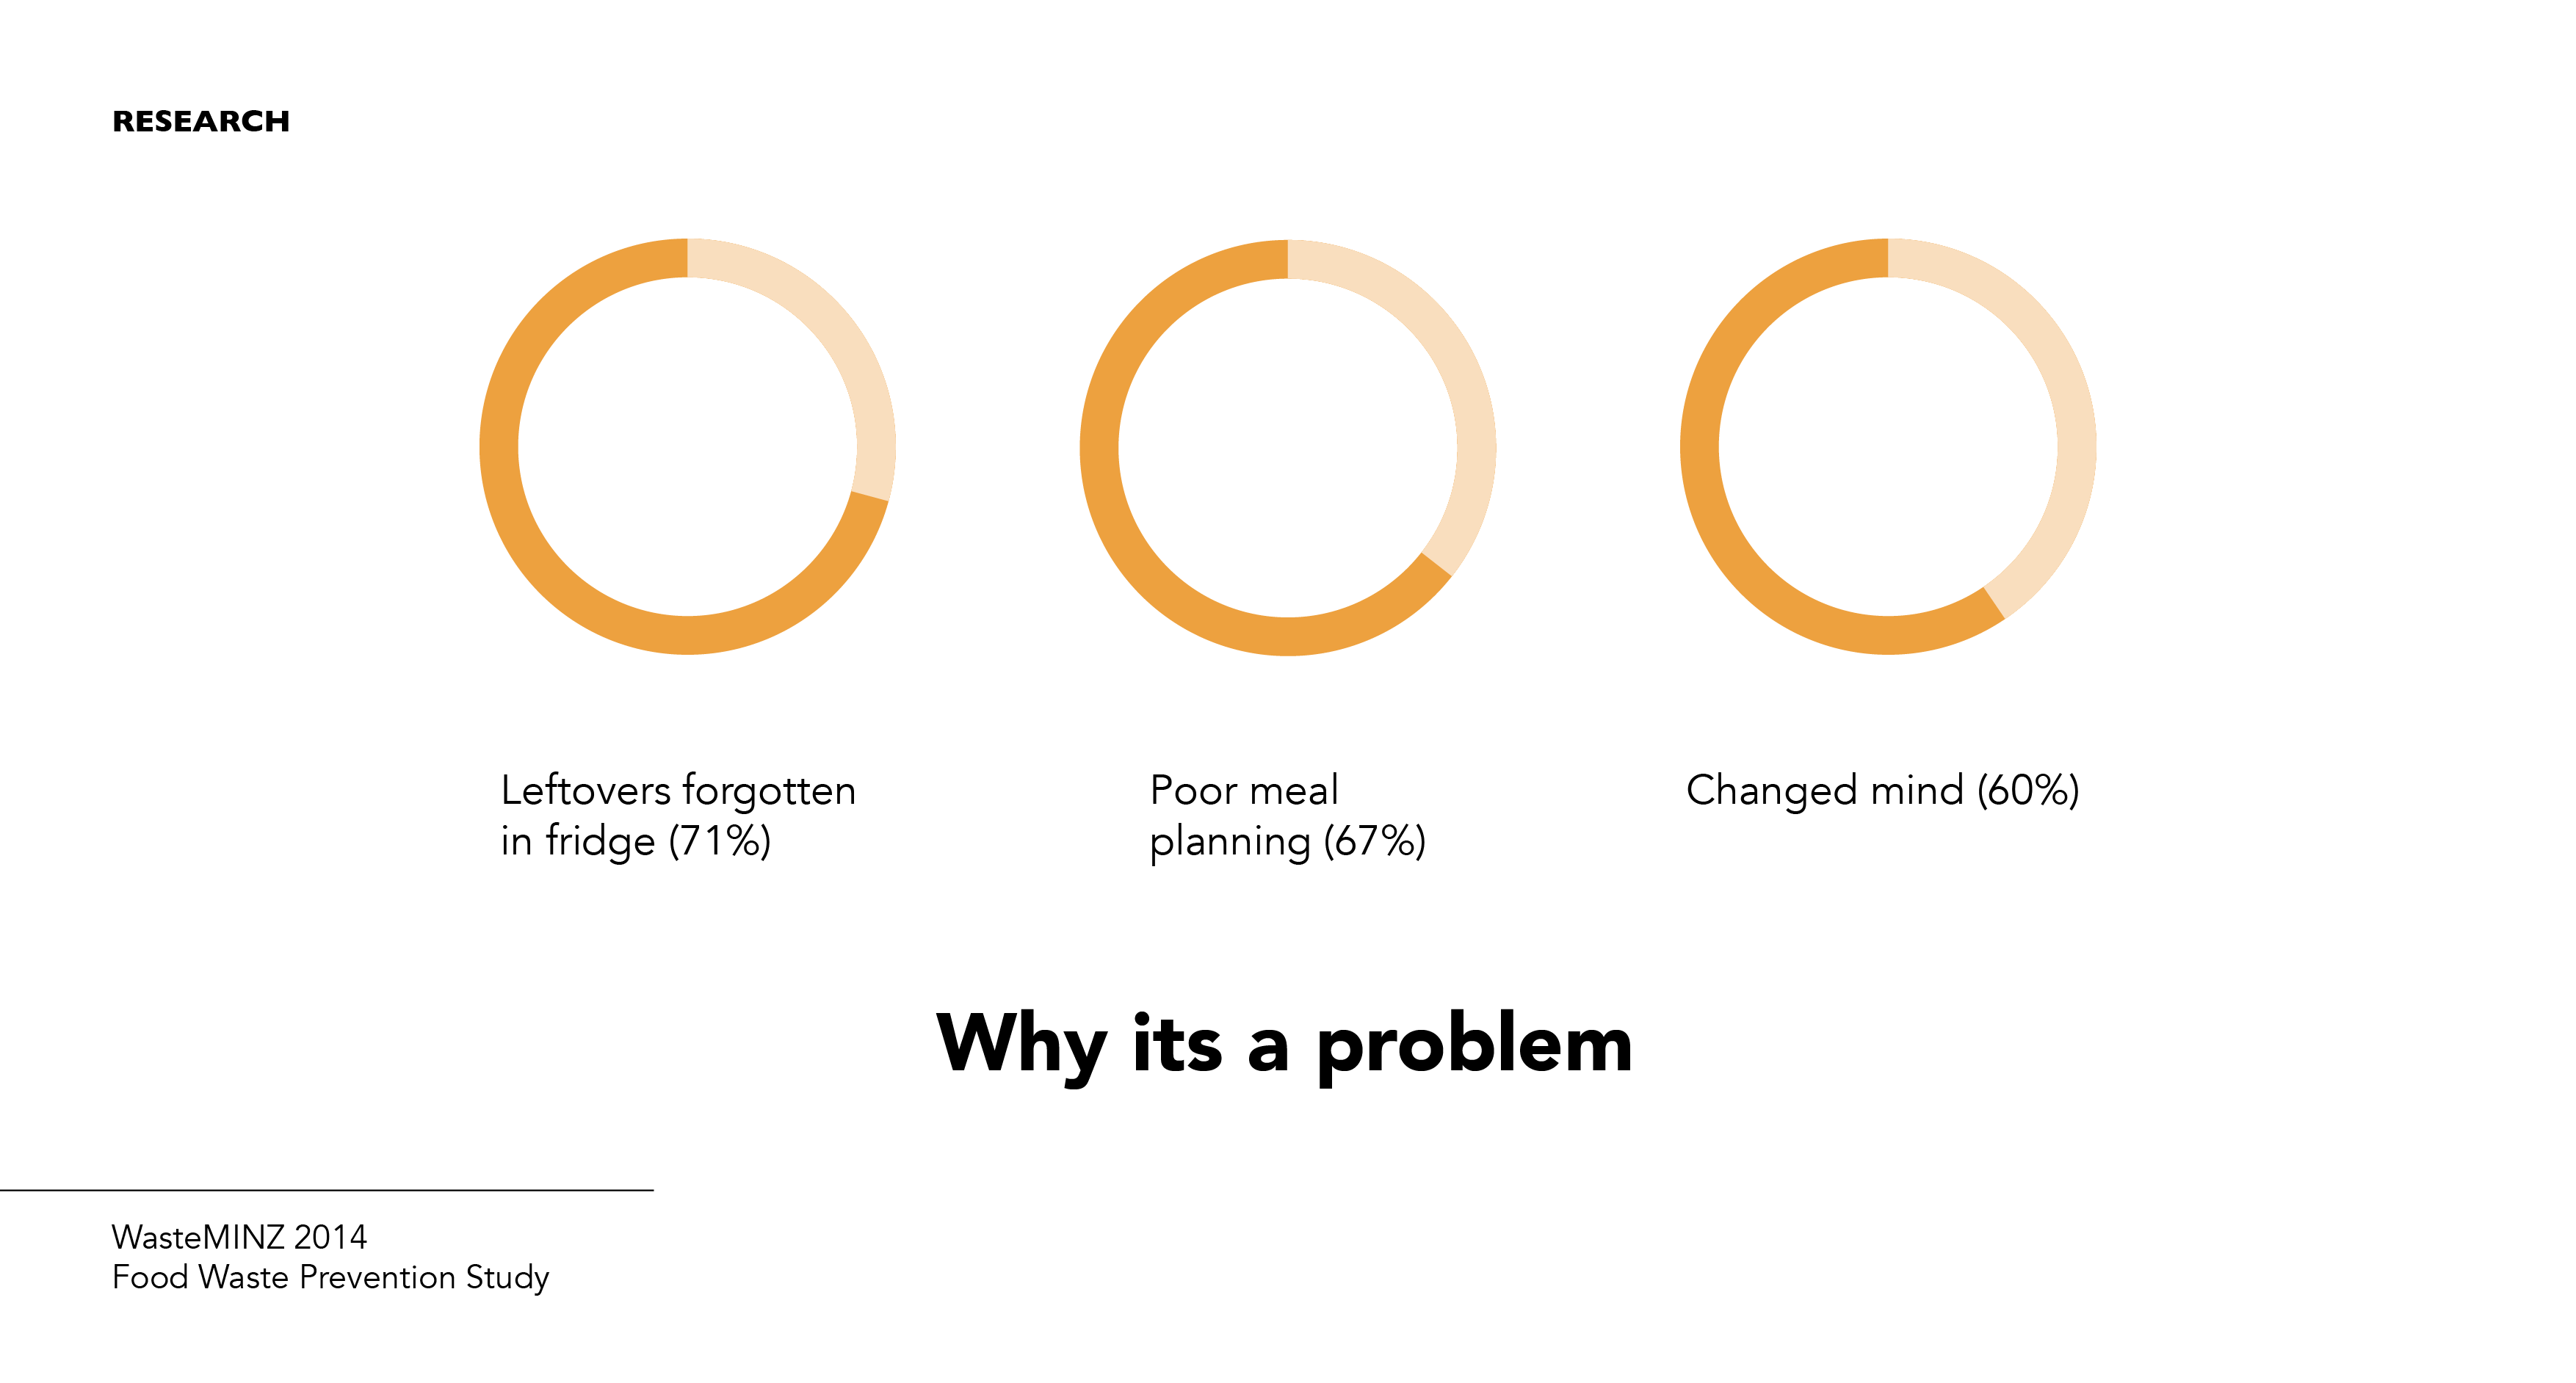 RESEARCH
Leftovers forgotten
in fridge (71%)
Poor meal
planning (67%)
Changed mind (60%)
Why its a problem
WasteMINZ 2014
Food Waste Prevention Study